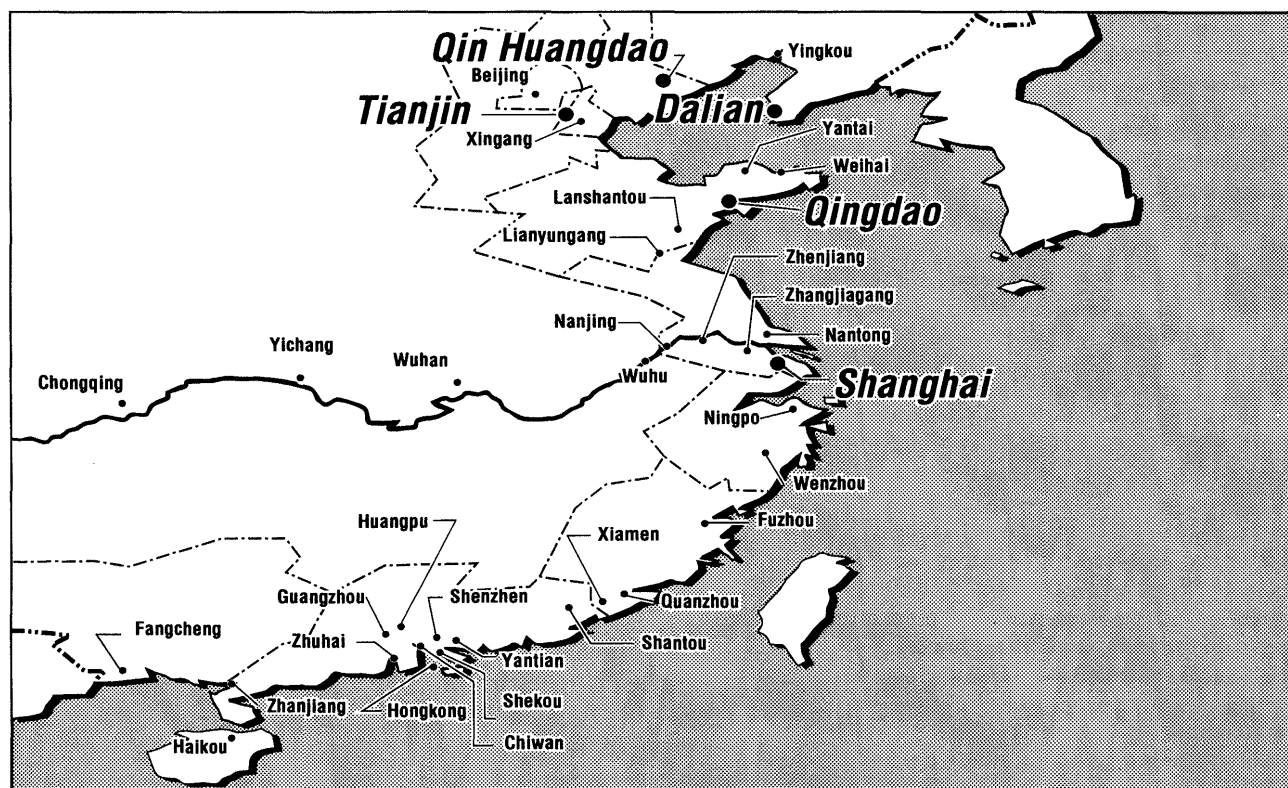 Qin Huangdao
Yingkou
Beijing
Tianjin
Dalian
Xingang
Yantai
Weihai
Lanshantou
Qingdao
Lianyungang
Zhenjiang
Zhangjiagang
Nanjing
Nantong
Yichang
Wuhan
Wuhu
Chongqing
Shanghai
Ningpo
Wenzhou
Huangpu
Xiamen
Fuzhou
Guangzhou
Shenzhen
Quanzhou
Fangcheng
Zhuhai
Shantou
Yantian
Zhanjiang
Hongkong
Shekou
Haikou
Chiwan